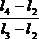 l₄ − l₂
l₃ − l₂